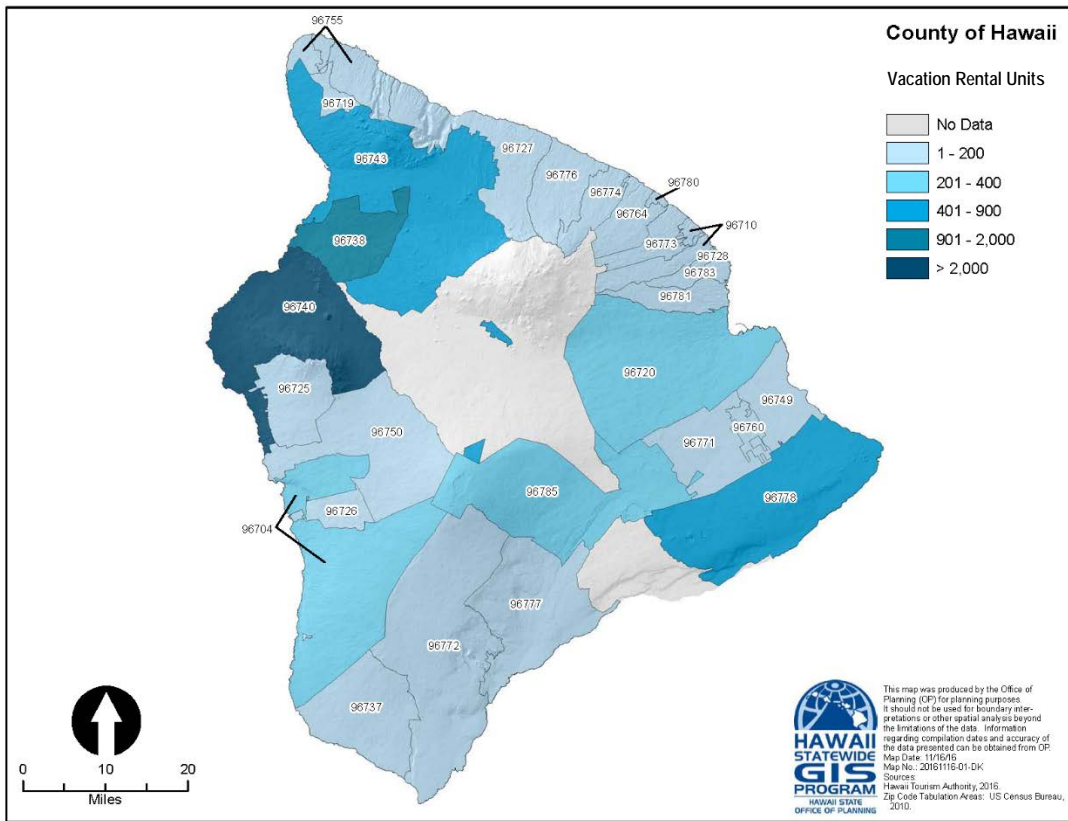 County of Hawaii
Vacation Rental Units
No Data
1 - 200
201 - 400
401 - 900
901 - 2,000
> 2,000
96755
96719
96743
96727
96776
96780
96774
96764
96710
96738
96773
96728
96783
96740
96781
96720
96725
96749
96750
96760
96771
96785
96778
96726
96704
96777
96772
96737
0 10 20
Miles
HAWAII
STATEWIDE
GIS
PROGRAM
HAWAII STATE
OFFICE OF PLANNING
This map was produced by the Office of
Planning (OP) for planning purposes.
It should not be used for boundary inter-
pretations or other spatial analysis beyond
the limitations of the data. Information
regarding compilation dates and accuracy of
the data presented can be obtained from OP.
Map Date: 11/16/16
Map No.: 20161116-01-DK
Sources:
Hawaii Tourism Authority, 2016.
Zip Code Tabulation Areas: US Census Bureau,
2010.